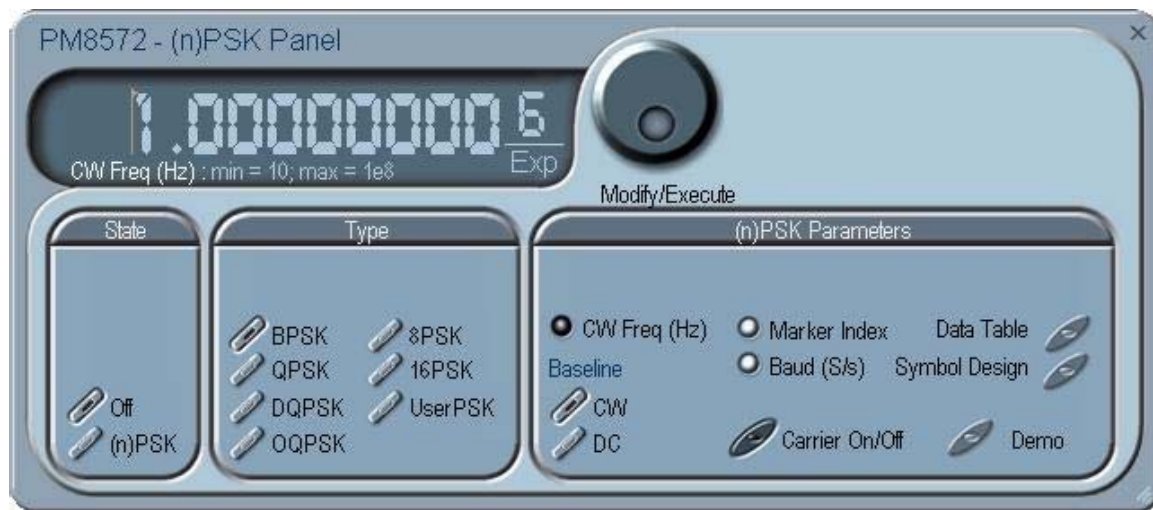 PM8572 - (n)PSK Panel
1.00000000 6
Exp
CW Freq (Hz) : min = 10; max = 1e8
Modify/Execute
State
Off
(n)PSK
Type
BPSK
QPSK
DQPSK
OQPSK
8PSK
16PSK
UserPSK
(n)PSK Parameters
CW Freq (Hz)
Baseline
CW
DC
Marker Index
Baud (S/s)
Carrier On/Off
Data Table
Symbol Design
Demo